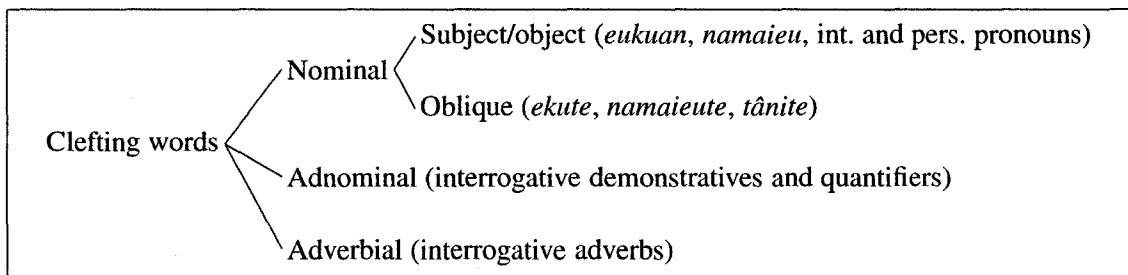 Subject/object (eukuan, namaieu, int. and pers. pronouns)
Nominal
Oblique (ekute, namaieute, tânite)
Clefting words
Adnominal (interrogative demonstratives and quantifiers)
Adverbial (interrogative adverbs)